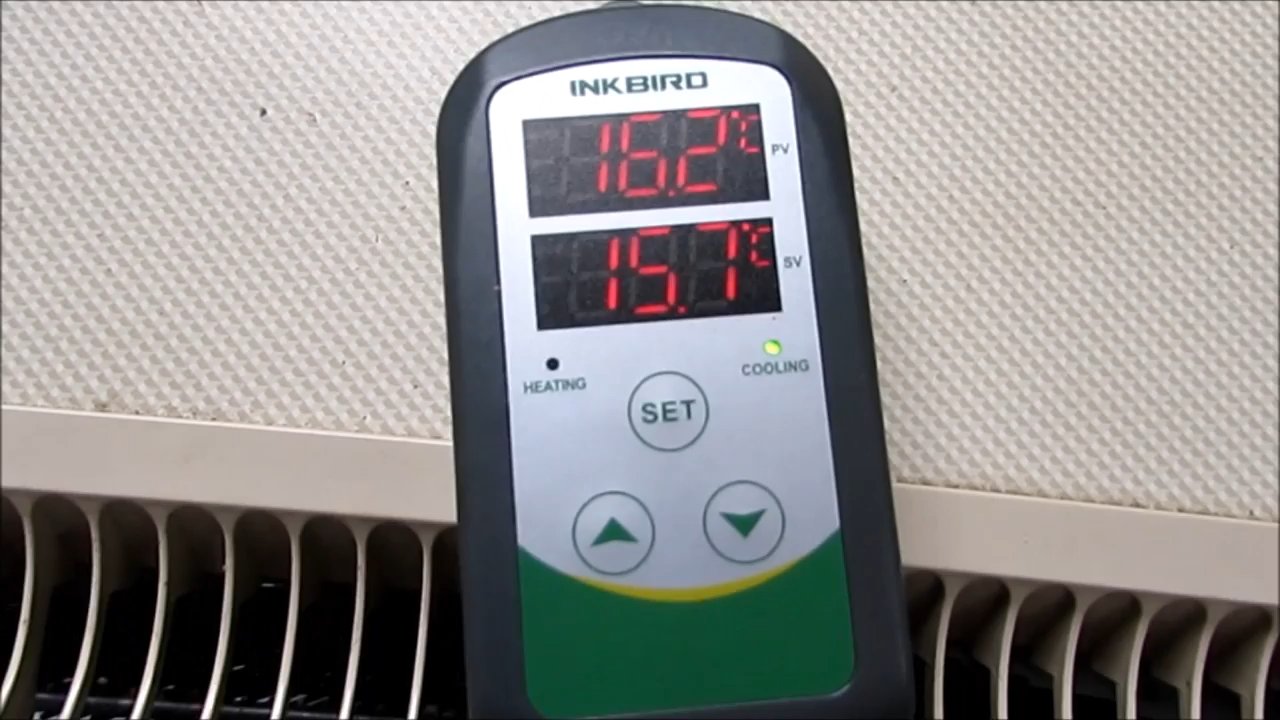 INKBIRD
16.2°C PV
15.7°C SV
HEATING
COOLING
SET